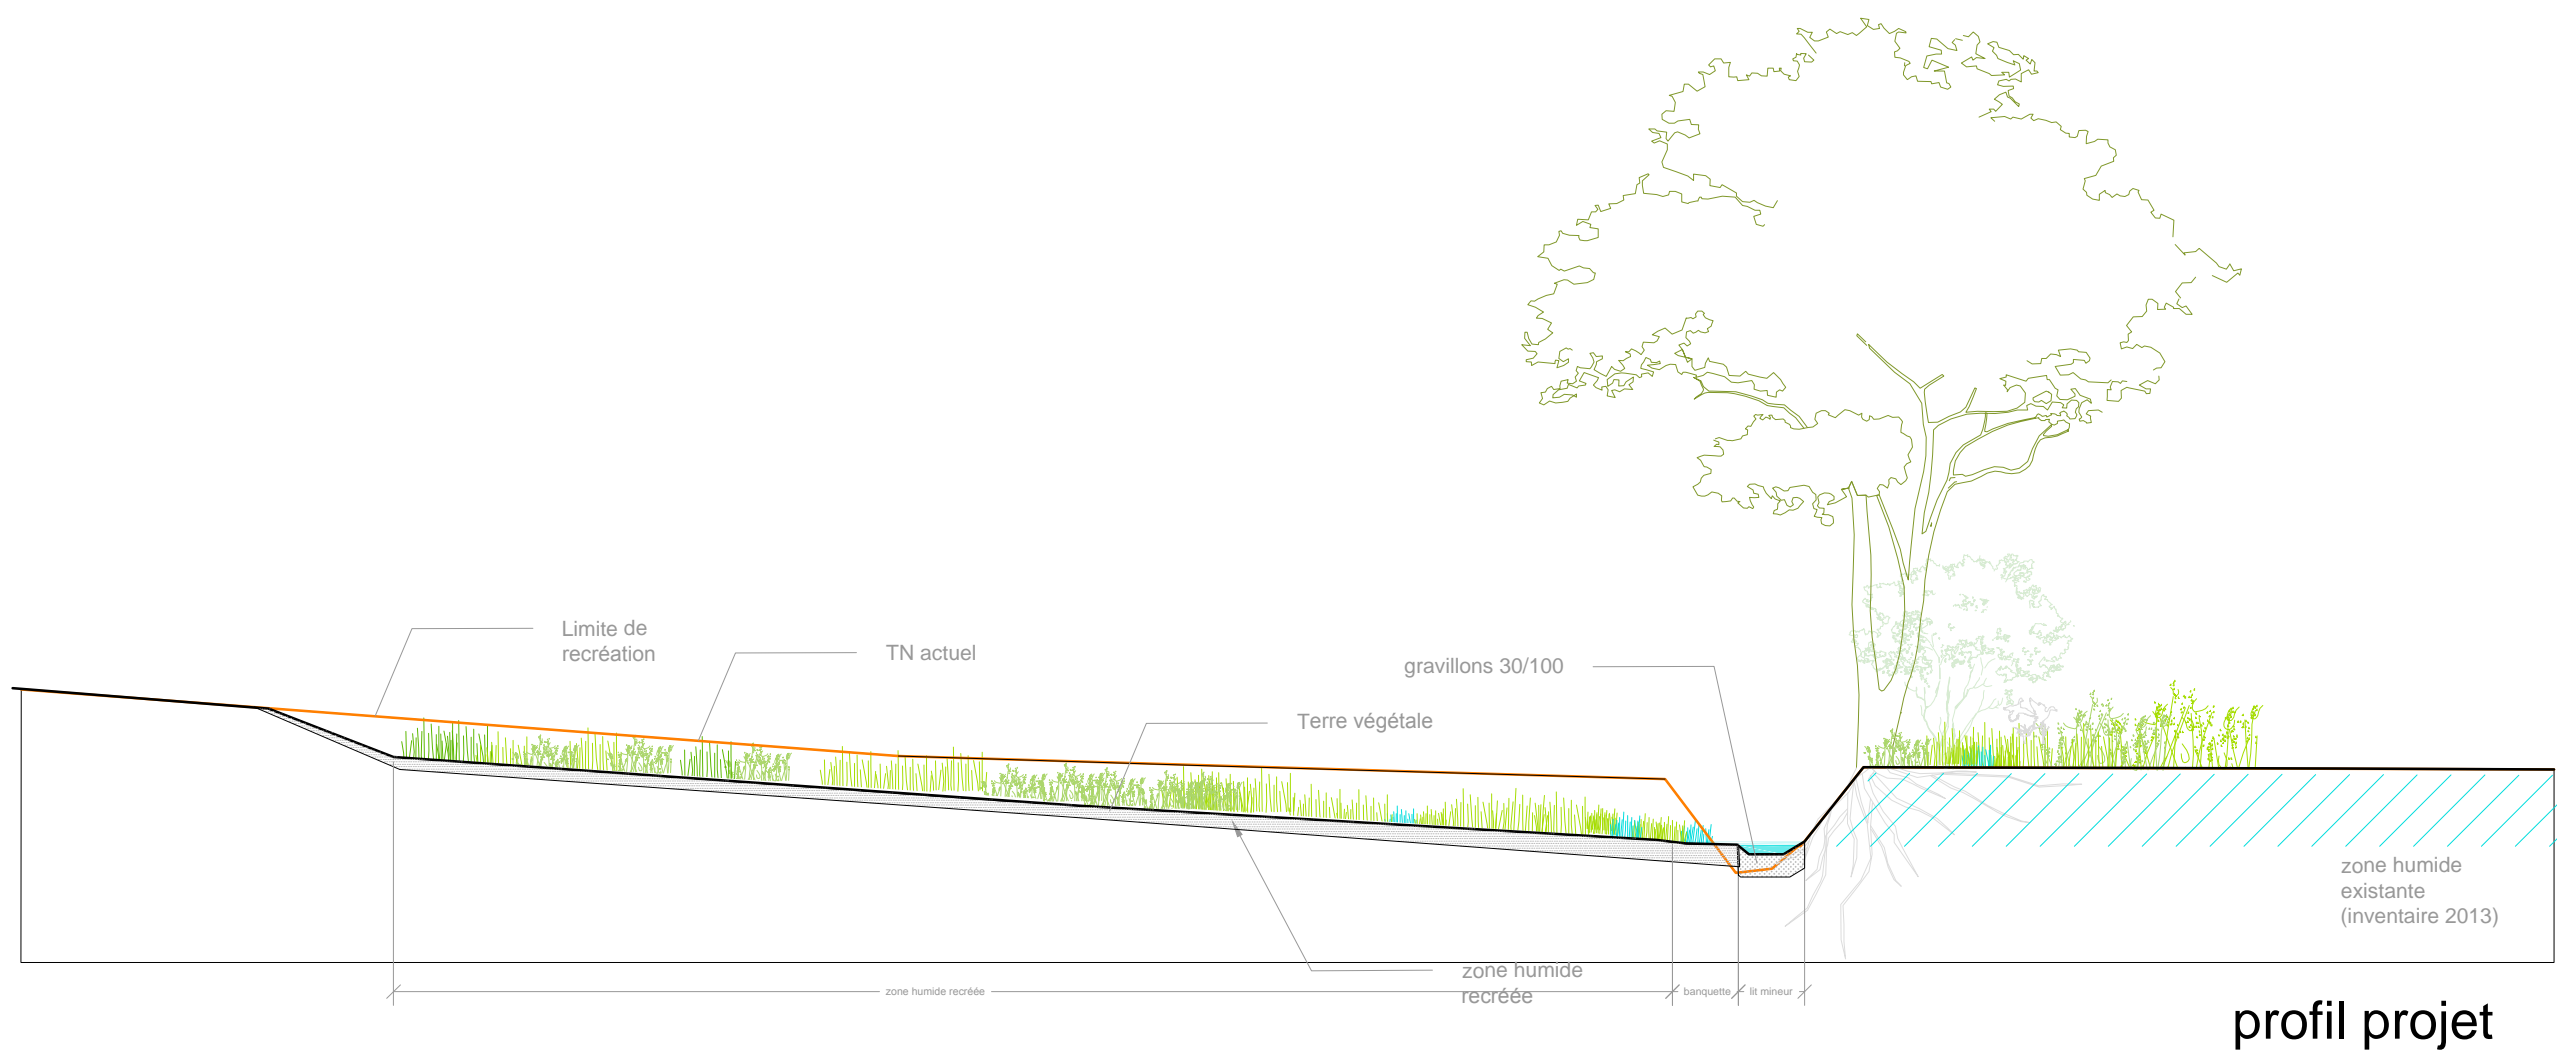 Limite de
recréation
TN actuel
gravillons 30/100
Terre végétale
zone humide
existante
(inventaire 2013)
zone humide
recréée
zone humide recréée
banquette
lit mineur
profil projet